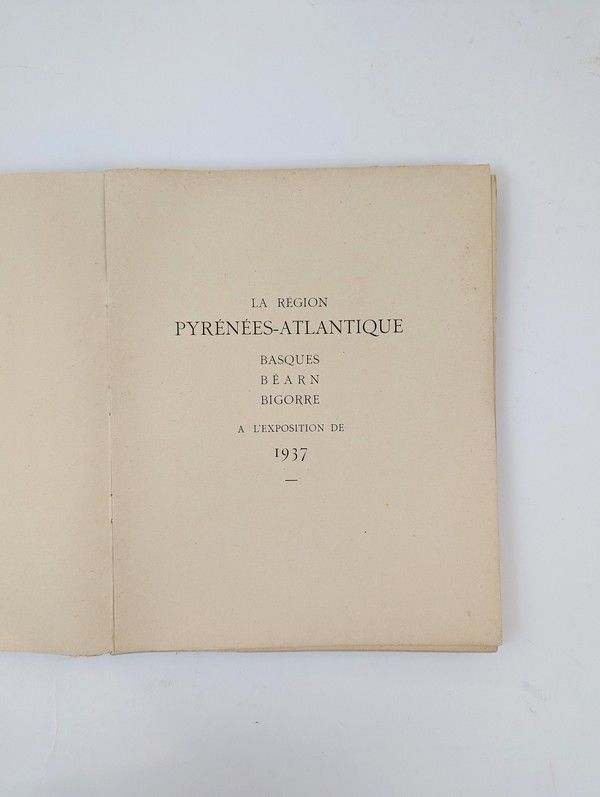 LA RÉGION
PYRÉNÉES-ATLANTIQUE
BASQUES
BÉARN
BIGORRE
A L'EXPOSITION DE
1937